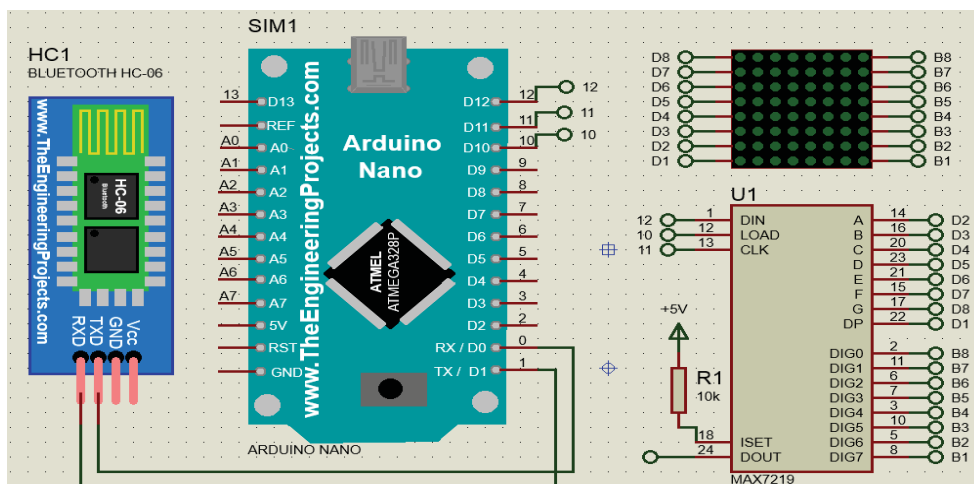 HC1
BLUETOOTH HC-06
www.TheEngineeringProjects.com
HC-06
Bluetooth
RXD
TXD
GND
Vcc
SIM1
www.TheEngineeringProjects.com
Arduino
Nano
ATMEL
ATMEGA328P
13 D13
REF
A0 A0
A1 A1
A2 A2
A3 A3
A4 A4
A5 A5
A6 A6
A7 A7
5V
RST
GND
D12 12 12
D11 11 11
D10 10 10
D9 9
D8 8
D7 7
D6 6
D5 5
D4 4
D3 3
D2 2
RX / D0 0
TX / D1 1
ARDUINO NANO
D8 B8
D7 B7
D6 B6
D5 B5
D4 B4
D3 B3
D2 B2
D1 B1
U1
12 1 DIN
10 12 LOAD
11 13 CLK
A 14 D2
B 16 D3
C 20 D4
D 23 D5
E 21 D6
F 15 D7
G 17 D8
DP 22 D1
DIG0 2 B8
DIG1 11 B7
DIG2 6 B6
DIG3 7 B5
DIG4 3 B4
DIG5 10 B3
DIG6 5 B2
DIG7 8 B1
+5V
R1
10k
18 ISET
24 DOUT
MAX7219